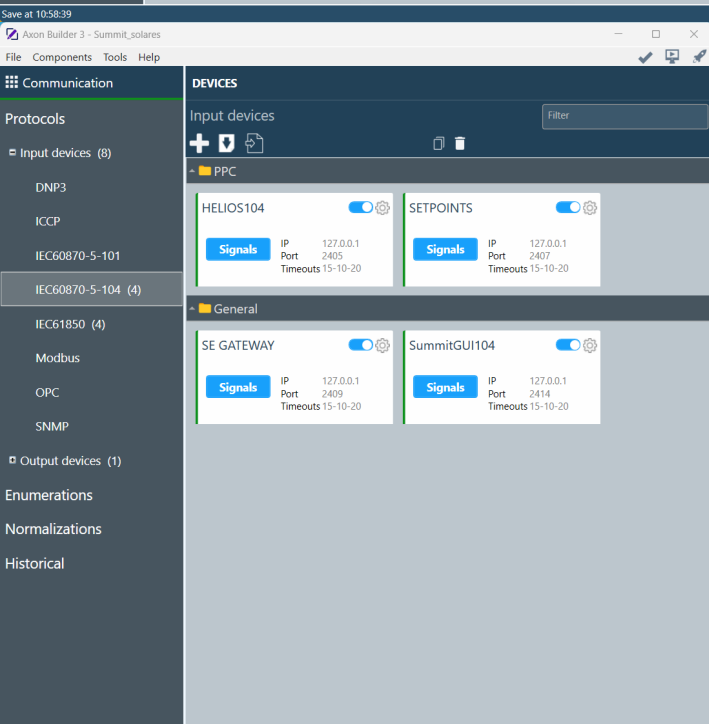 Save at 10:58:39
Axon Builder 3 - Summit_solares
File Components Tools Help
Communication
Protocols
Input devices (8)
DNP3
ICCP
IEC60870-5-101
IEC60870-5-104 (4)
IEC61850 (4)
Modbus
OPC
SNMP
Output devices (1)
Enumerations
Normalizations
Historical
DEVICES
Input devices
Filter
PPC
HELIOS104
Signals
IP 127.0.0.1
Port 2405
Timeouts 15-10-20
SETPOINTS
Signals
IP 127.0.0.1
Port 2407
Timeouts 15-10-20
General
SE GATEWAY
Signals
IP 127.0.0.1
Port 2409
Timeouts 15-10-20
SummitGUI104
Signals
IP 127.0.0.1
Port 2414
Timeouts 15-10-20